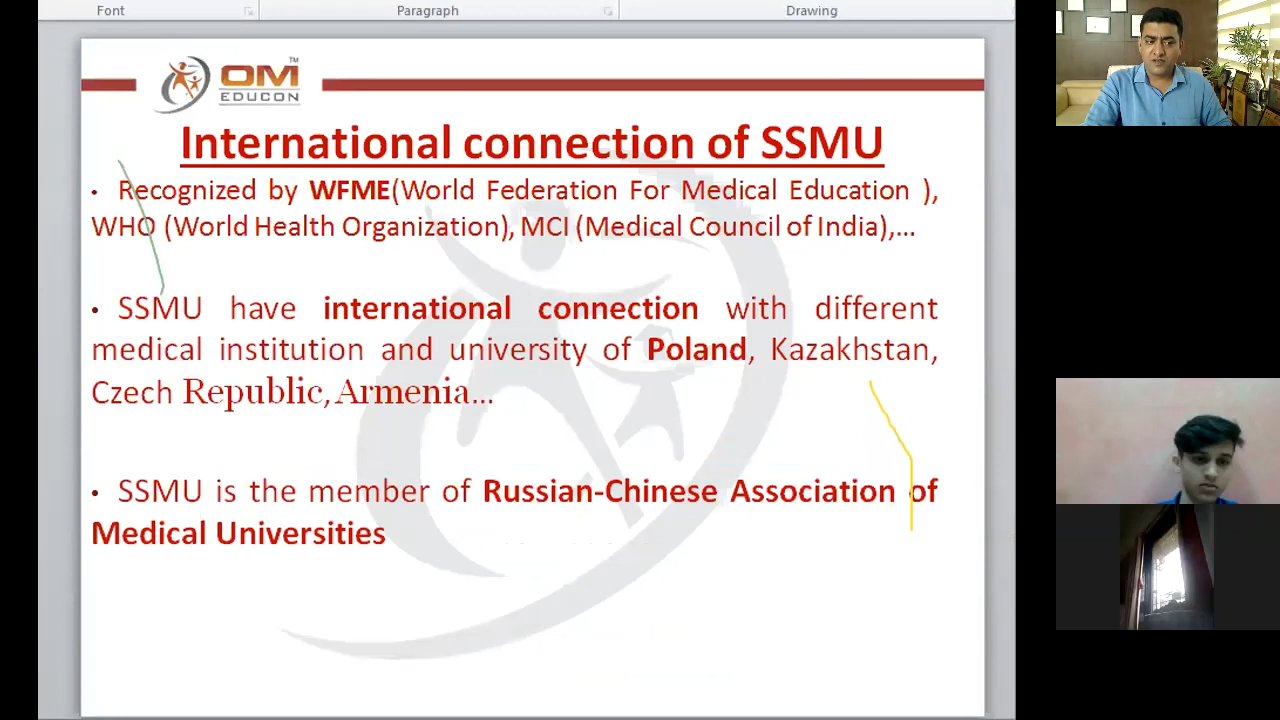 Font Paragraph Drawing
OM TM
EDUCON
International connection of SSMU
• Recognized by WFME(World Federation For Medical Education ),
WHO (World Health Organization), MCI (Medical Council of India),...
• SSMU have international connection with different
medical institution and university of Poland, Kazakhstan,
Czech Republic, Armenia...
• SSMU is the member of Russian-Chinese Association of
Medical Universities